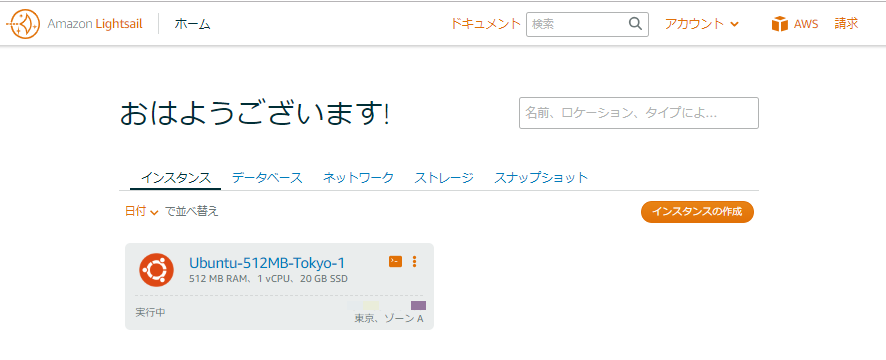 Amazon Lightsail ホーム ドキュメント 検索 アカウント AWS 請求
おはようございます!
名前、ロケーション、タイプによ...
インスタンス データベース ネットワーク ストレージ スナップショット
日付 で並べ替え
インスタンスの作成
Ubuntu-512MB-Tokyo-1
512 MB RAM、1 vCPU、20 GB SSD
実行中
東京、ゾーン A